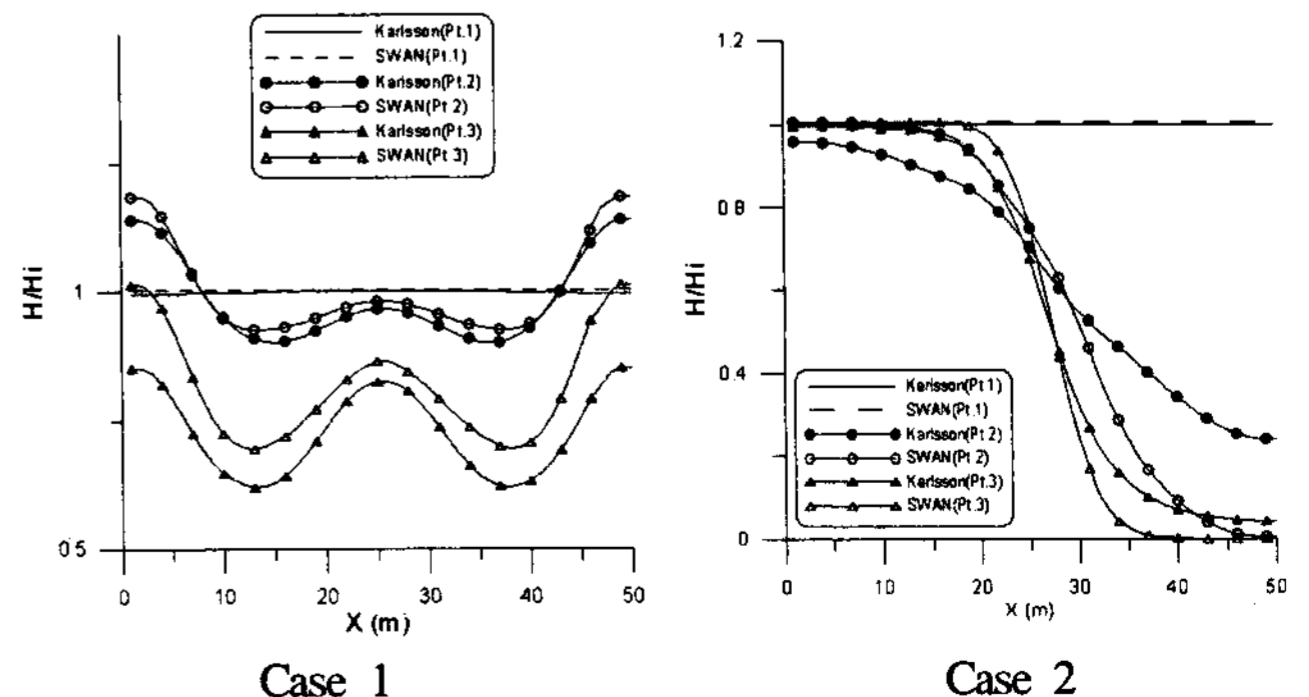 Karlsson(Pt.1)
SWAN(Pt.1)
Karlsson(Pt.2)
SWAN(Pt.2)
Karlsson(Pt.3)
SWAN(Pt.3)
H/Hi
1
0.5
0 10 20 30 40 50
X (m)
Case 1
1.2
0.8
0.4
0
H/Hi
Karlsson(Pt.1)
SWAN(Pt.1)
Karlsson(Pt.2)
SWAN(Pt.2)
Karlsson(Pt.3)
SWAN(Pt.3)
0 10 20 30 40 50
X (m)
Case 2